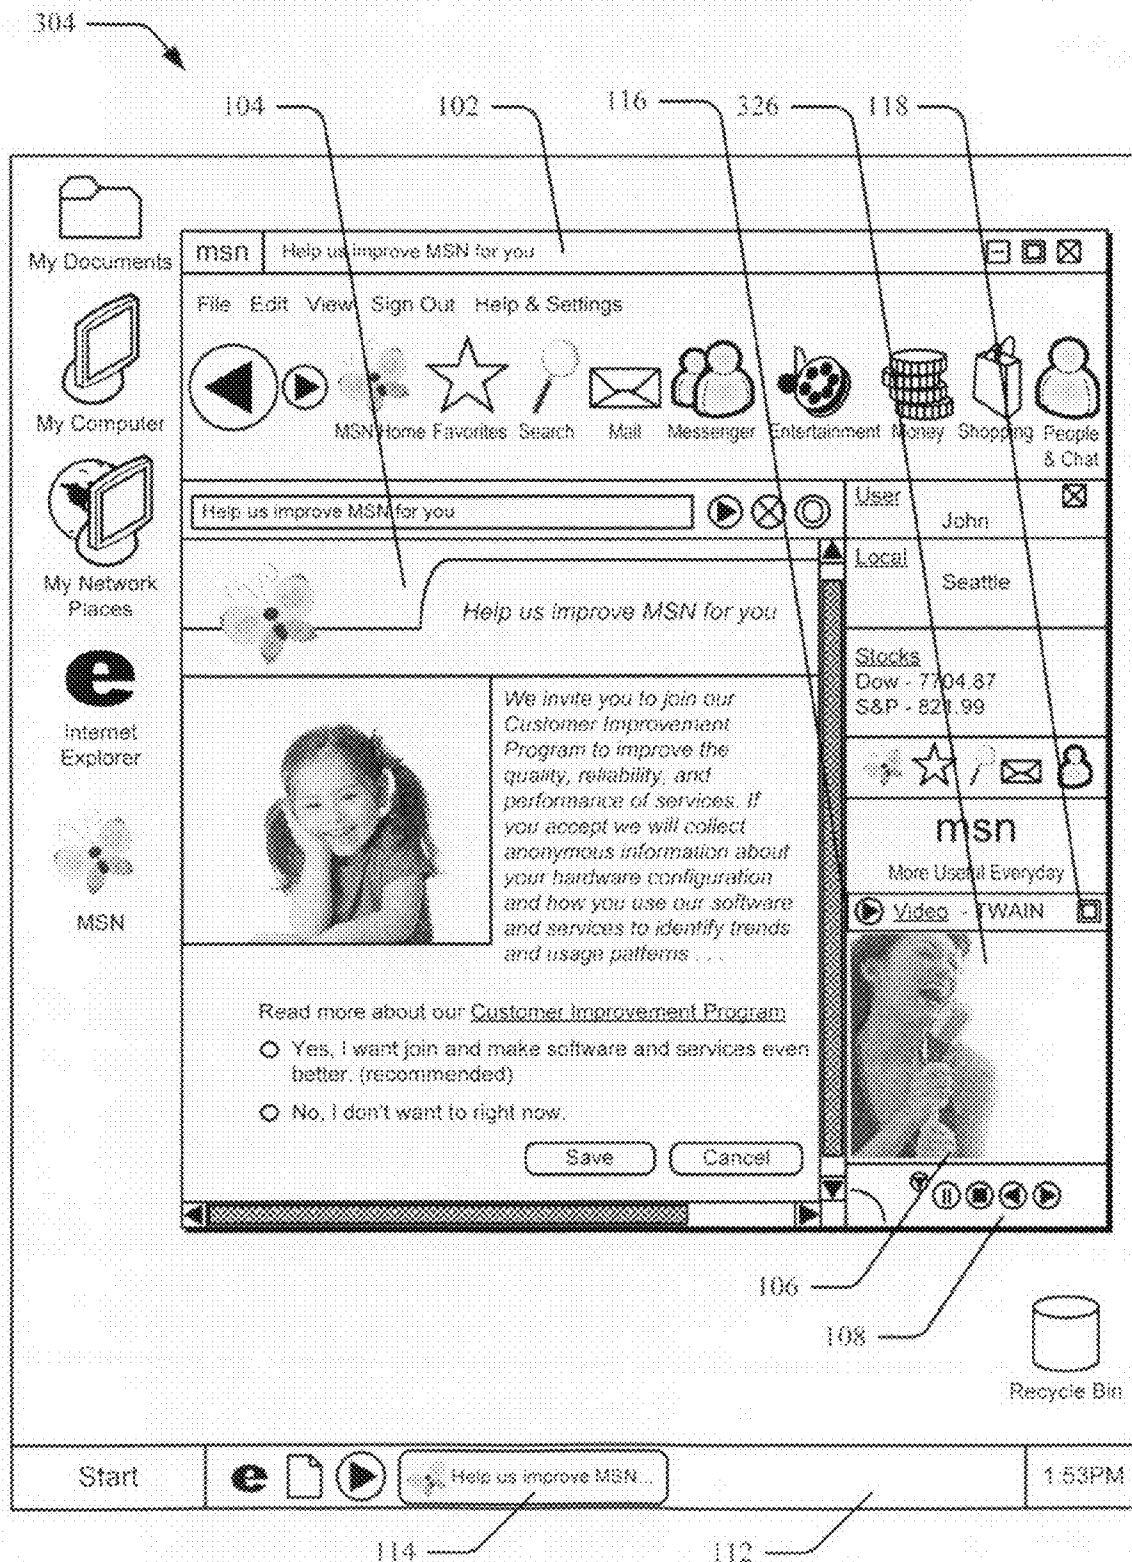 304
104
102
116
326
118
My Documents
msn
Help us improve MSN for you
File Edit View Sign Out Help & Settings
My Computer
MSN Home
Favorites
Search
Mail
Messenger
Entertainment
Money
Shopping
People
& Chat
Help us improve MSN for you
User
John
My Network
Places
Local
Seattle
Help us improve MSN for you
Internet
Explorer
Stocks
Dow - 7704.87
S&P - 821.99
We invite you to join our
Customer Improvement
Program to improve the
quality, reliability, and
performance of services. If
you accept we will collect
anonymous information about
your hardware configuration
and how you use our software
and services to identify trends
and usage patterns . . .
MSN
msn
More Useful Everyday
Video - TWAIN
Read more about our Customer Improvement Program
Yes, I want join and make software and services even
better. (recommended)
No, I don't want to right now.
Save
Cancel
106
108
Recycle Bin
Start
e
Help us improve MSN...
1:53PM
114
112